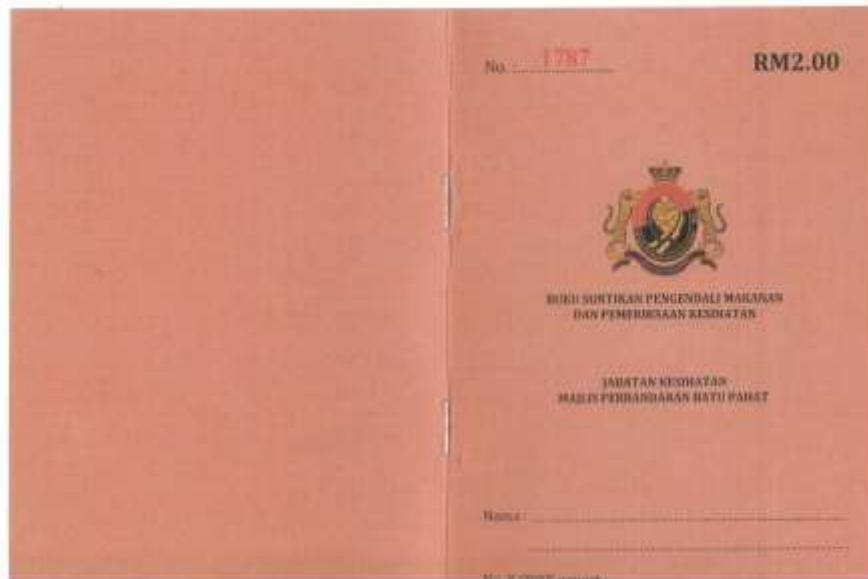 No. : 1787
RM2.00
BUKU SUNTIKAN PENGENDALI MAKANAN
DAN PEMERIKSAAN KESIHATAN
JABATAN KESIHATAN
MAJLIS PERBANDARAN BATU PAHAT
Nama :